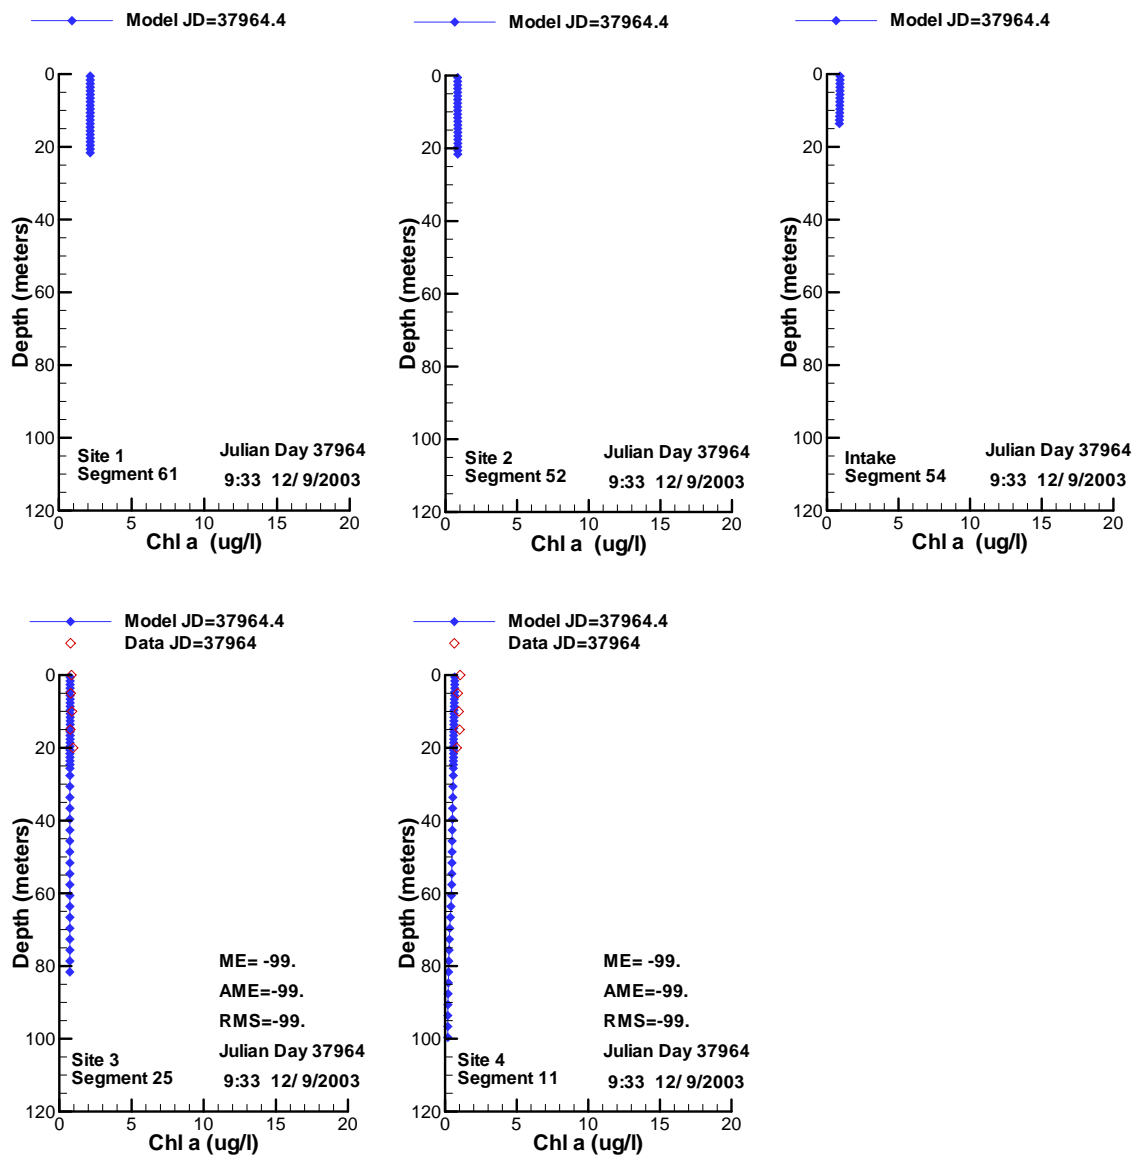 Model JD=37964.4
0
20
40
60
80
100
120
Depth (meters)
Site 1
Segment 61
Julian Day 37964
9:33 12/ 9/2003
0 5 10 15 20
Chl a (ug/l)
Model JD=37964.4
0
20
40
60
80
100
120
Depth (meters)
Site 2
Segment 52
Julian Day 37964
9:33 12/ 9/2003
0 5 10 15 20
Chl a (ug/l)
Model JD=37964.4
0
20
40
60
80
100
120
Depth (meters)
Intake
Segment 54
Julian Day 37964
9:33 12/ 9/2003
0 5 10 15 20
Chl a (ug/l)
Model JD=37964.4
Data JD=37964
0
20
40
60
80
100
120
Depth (meters)
ME= -99.
AME=-99.
RMS=-99.
Site 3
Segment 25
Julian Day 37964
9:33 12/ 9/2003
0 5 10 15 20
Chl a (ug/l)
Model JD=37964.4
Data JD=37964
0
20
40
60
80
100
120
Depth (meters)
ME= -99.
AME=-99.
RMS=-99.
Site 4
Segment 11
Julian Day 37964
9:33 12/ 9/2003
0 5 10 15 20
Chl a (ug/l)